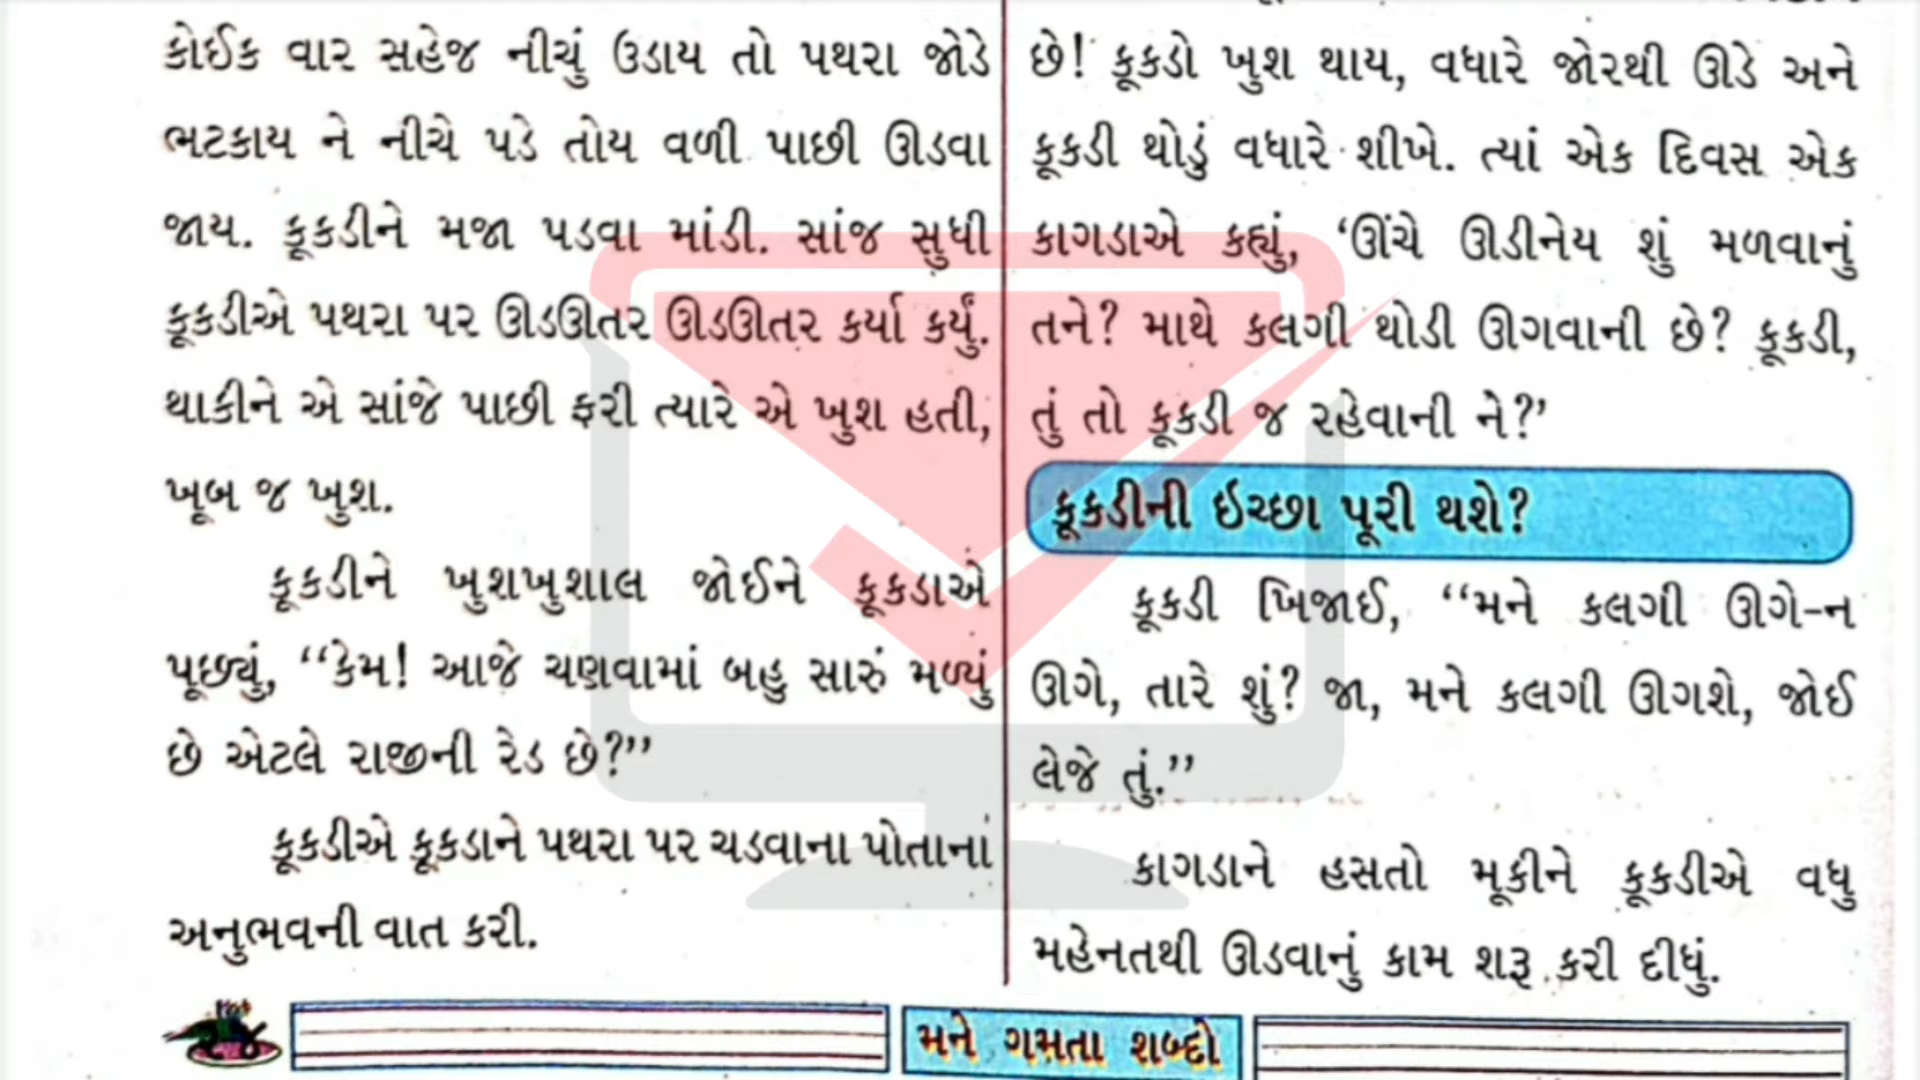 કોઈક વાર સહેજ નીચું ઉડાય તો પથરા જોડે
ભટકાય ને નીચે પડે તોય વળી પાછી ઊડવા
જાય. કૂકડીને મજા પડવા માંડી. સાંજ સુધી
કૂકડીએ પથરા પર ઊડઊતર ઊડઊતર કર્યા કર્યું.
થાકીને એ સાંજે પાછી ફરી ત્યારે એ ખુશ હતી,
ખૂબ જ ખુશ.
કૂકડીને ખુશખુશાલ જોઈને કૂકડાએ
પૂછ્યું, “કેમ! આજે ચણવામાં બહુ સારું મળ્યું
છે એટલે રાજીની રેડ છે?”
કૂકડીએ કૂકડાને પથરા પર ચડવાના પોતાનાં
અનુભવની વાત કરી.
છે! કૂકડો ખુશ થાય, વધારે જોરથી ઊડે અને
કૂકડી થોડું વધારે શીખે. ત્યાં એક દિવસ એક
કાગડાએ કહ્યું, ‘ઊંચે ઊડીનેય શું મળવાનું
તને? માથે કલગી થોડી ઊગવાની છે? કૂકડી,
તું તો કૂકડી જ રહેવાની ને?’
કૂકડીની ઇચ્છા પૂરી થશે?
કૂકડી ખિજાઈ, “મને કલગી ઊગે-ન
ઊગે, તારે શું? જા, મને કલગી ઊગશે, જોઈ
લેજે તું.”
કાગડાને હસતો મૂકીને કૂકડીએ વધુ
મહેનતથી ઊડવાનું કામ શરૂ કરી દીધું.
મને ગમતા શબ્દો